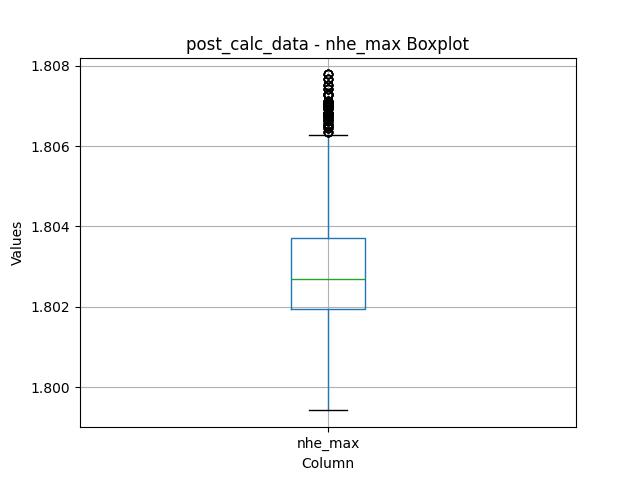 post_calc_data - nhe_max Boxplot
1.808
1.806
1.804
1.802
1.800
Values
nhe_max
Column